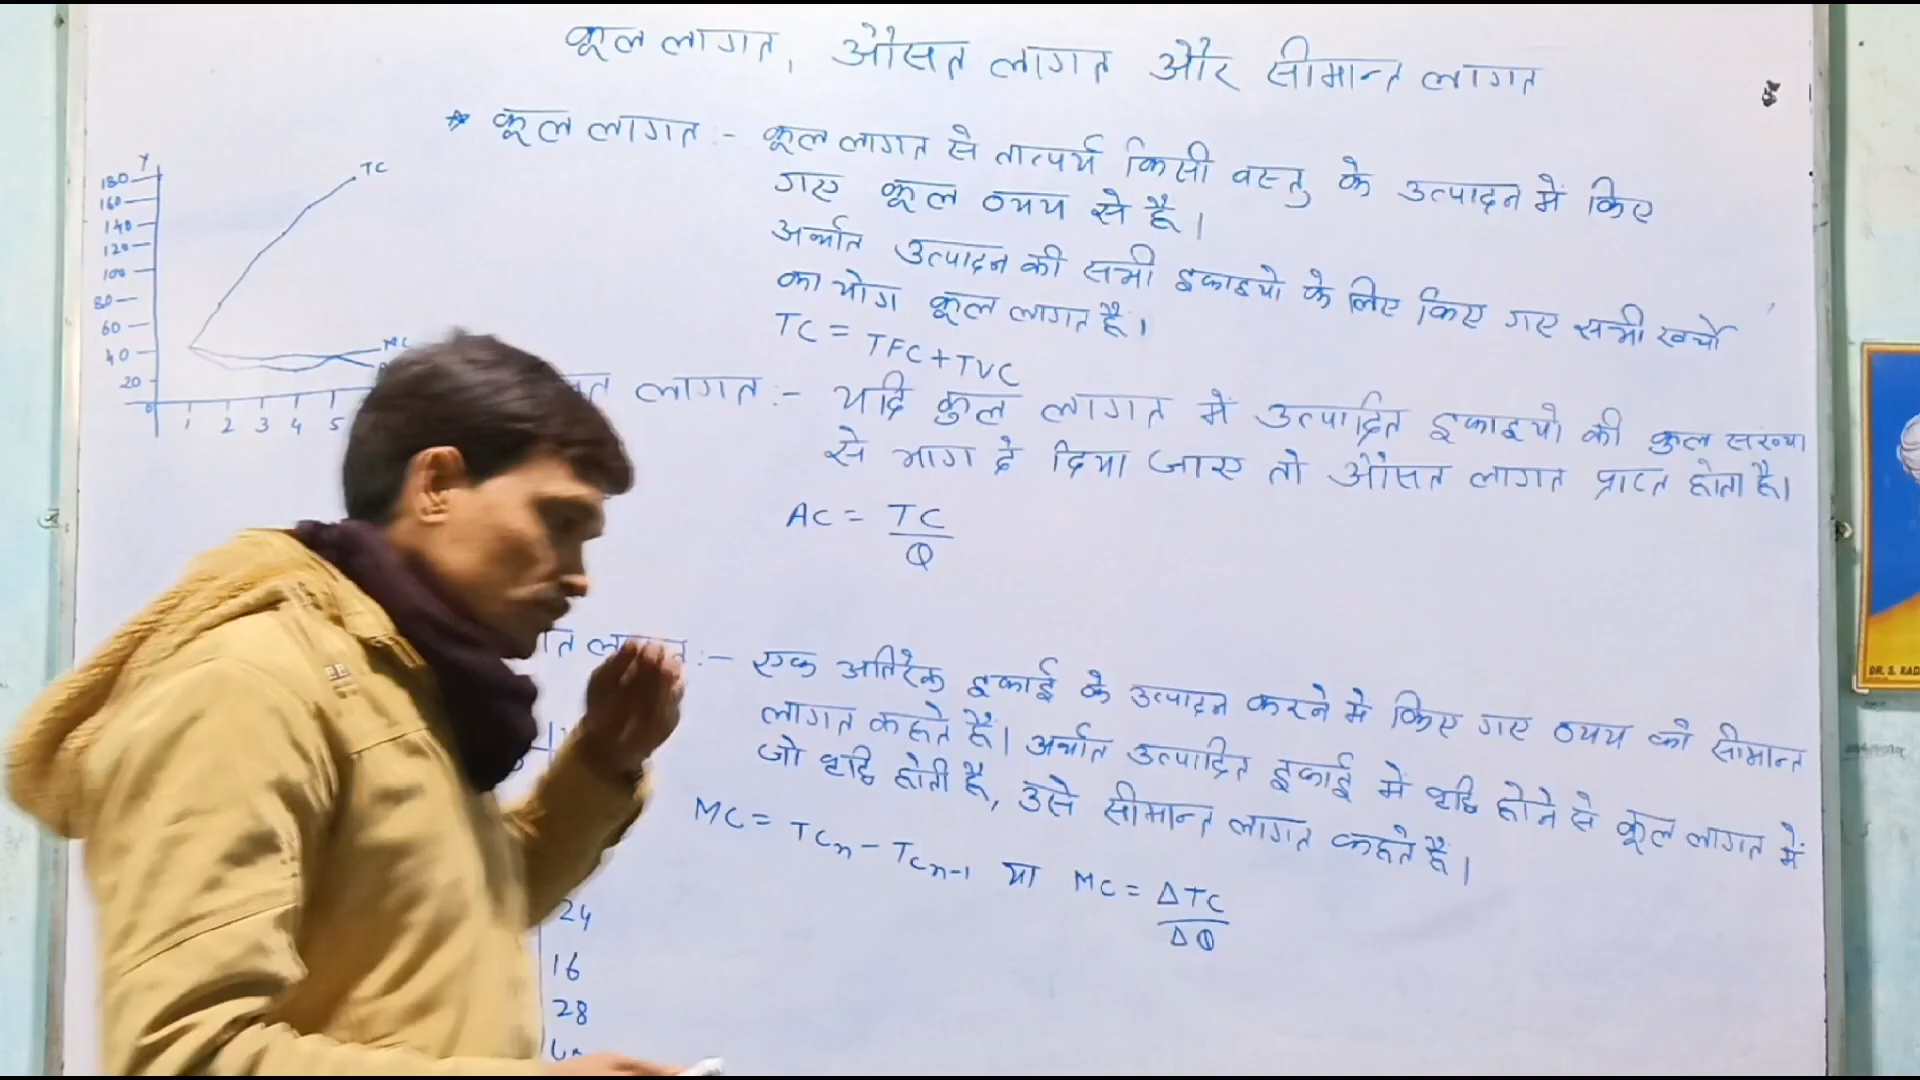 कूल लागत, औसत लागत और सीमान्त लागत
* कूल लागत :- कूल लागत से तात्पर्य किसी वस्तु के उत्पादन में किए
गए कूल व्यय से है।
अर्थात उत्पादन की सभी इकाइयो के लिए किए गए सभी खर्चो
का योग कूल लागत है।
TC = TFC + TVC
Y
180
160
140
120
100
80
60
40
20
0
1 2 3 4 5
TC
MC
लागत :- यदि कुल लागत में उत्पादित इकाइयो की कुल संख्या
से भाग दे दिया जाए तो औसत लागत प्राप्त होता है।
AC = TC
Q
:- एक अतिरिक्त इकाई के उत्पादन करने मे किए गए व्यय को सीमान्त
लागत कहते हैं। अर्थात उत्पादित इकाई में वृद्धि होने से कूल लागत में
जो वृद्धि होती है, उसे सीमान्त लागत कहते हैं।
MC = TCn - TCn-1 या MC = ΔTC
ΔQ
24
16
28
DR. S. RAD